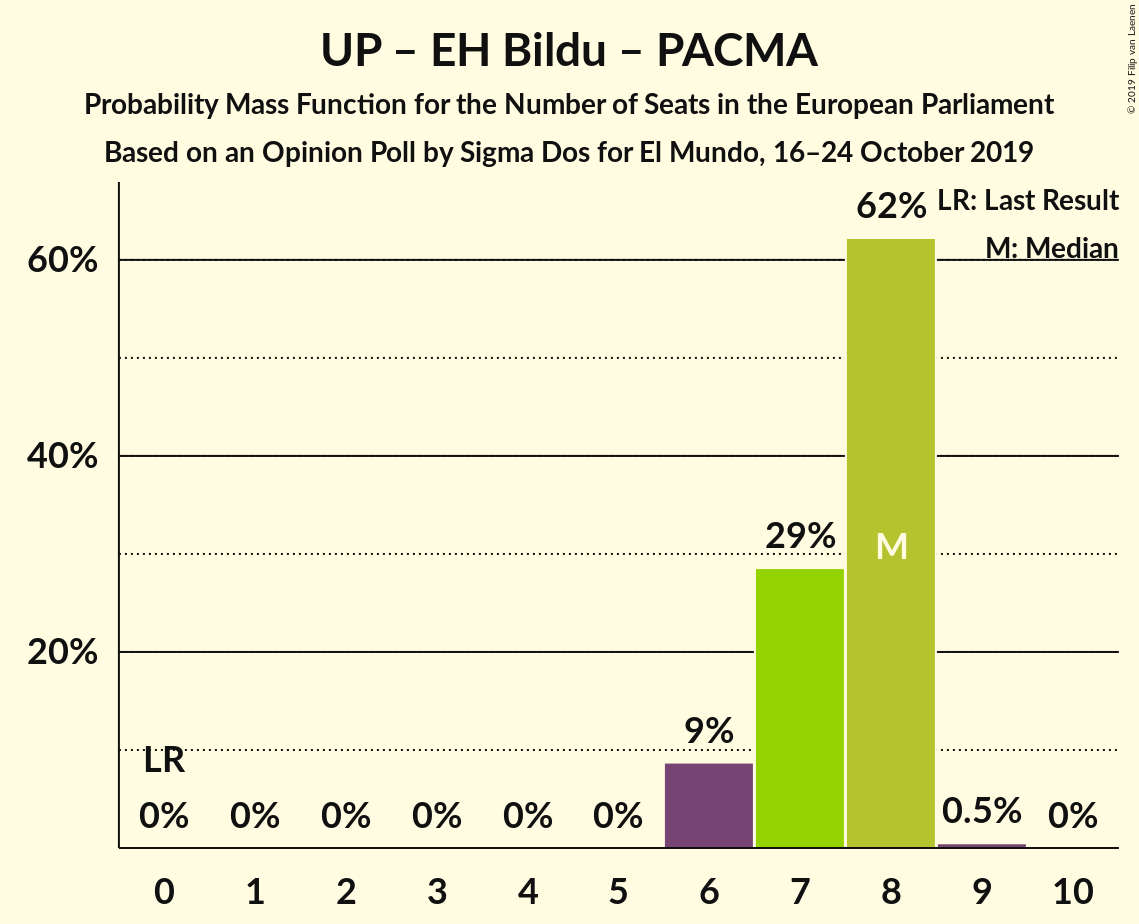 UP – EH Bildu – PACMA
Probability Mass Function for the Number of Seats in the European Parliament
Based on an Opinion Poll by Sigma Dos for El Mundo, 16–24 October 2019
© 2019 Filip van Laenen
LR: Last Result
M: Median
62%
60%
40%
29%
M
20%
9%
LR
0% 0% 0% 0% 0% 0% 0.5% 0%
0 1 2 3 4 5 6 7 8 9 10